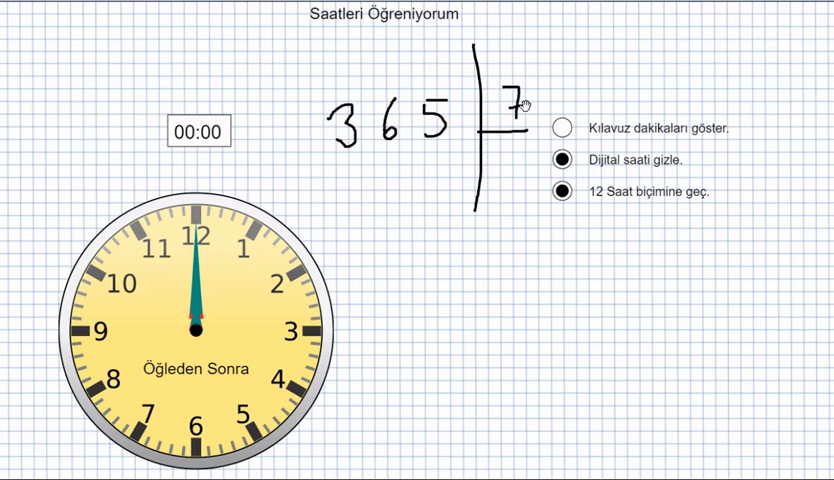 Saatleri Öğreniyorum
365 7
00:00
Kılavuz dakikaları göster.
Dijital saati gizle.
12 Saat biçimine geç.
12
11 1
10 2
9 3
Öğleden Sonra
8 4
7 5
6